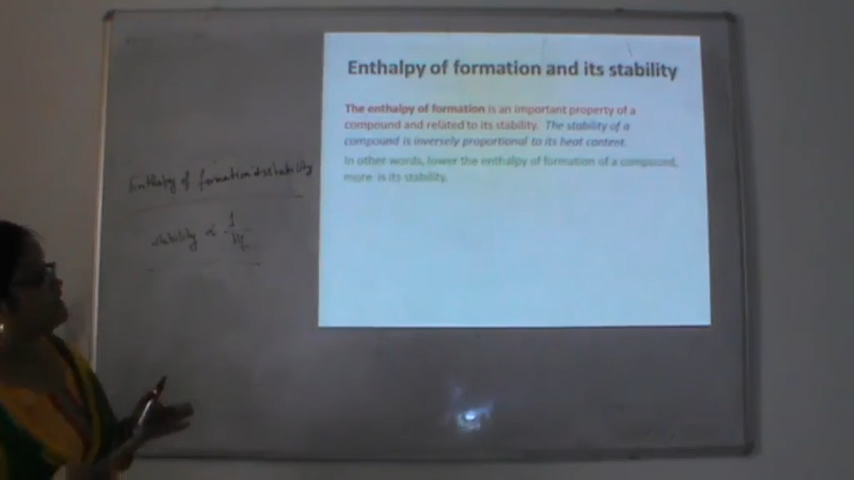 Enthalpy of formation and its stability
The enthalpy of formation is an important property of a
compound and related to its stability. The stability of a
compound is inversely proportional to its heat content.
In other words, lower the enthalpy of formation of a compound,
more is its stability.
Enthalpy of formation & stability
stability ∝ 1